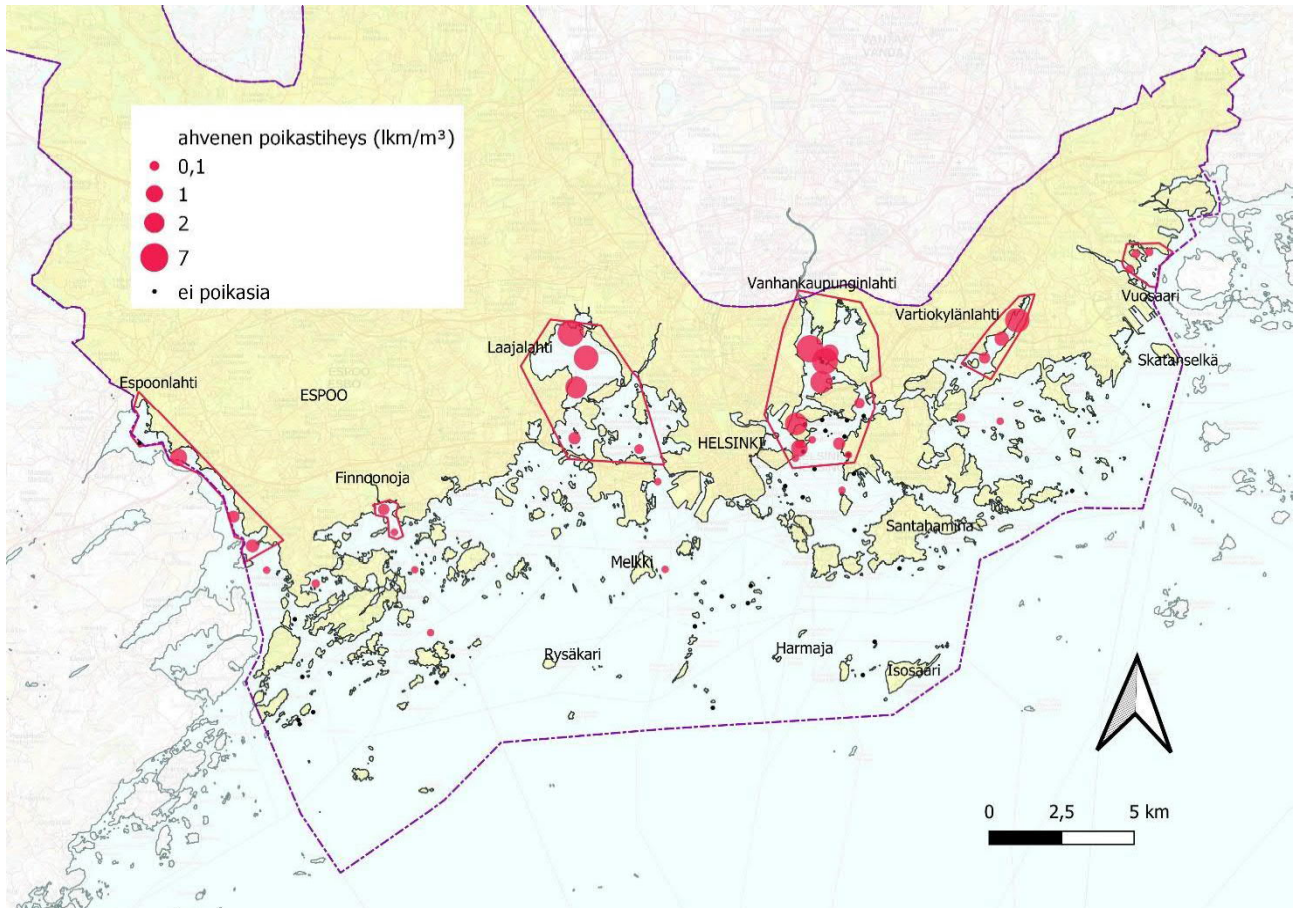 ahvenen poikastiheys (lkm/m³)
0,1
1
2
7
ei poikasia
Vanhankaupunginlahti
Vuosaari
Vartiokylänlahti
Laajalahti
Skatanselkä
Espoonlahti
ESPOO
HELSINKI
Finnoonoja
Santahamina
Melkki
Rysäkari
Harmaja
Isosaari
0 2,5 5 km